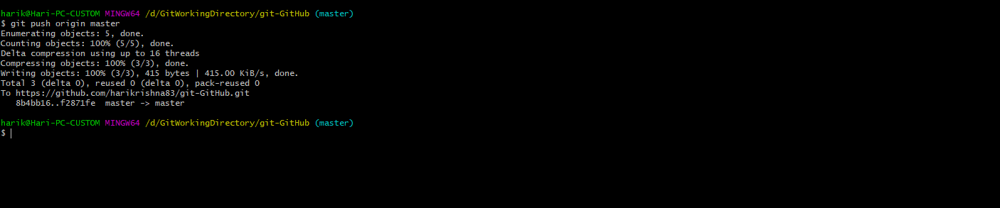 harik@Hari-PC-CUSTOM MINGW64 /d/GitWorkingDirectory/git-GitHub (master)
$ git push origin master
Enumerating objects: 5, done.
Counting objects: 100% (5/5), done.
Delta compression using up to 16 threads
Compressing objects: 100% (3/3), done.
Writing objects: 100% (3/3), 415 bytes | 415.00 KiB/s, done.
Total 3 (delta 0), reused 0 (delta 0), pack-reused 0
To https://github.com/harikrishna83/git-GitHub.git
   8b4bb16..f2871fe  master -> master
harik@Hari-PC-CUSTOM MINGW64 /d/GitWorkingDirectory/git-GitHub (master)
$